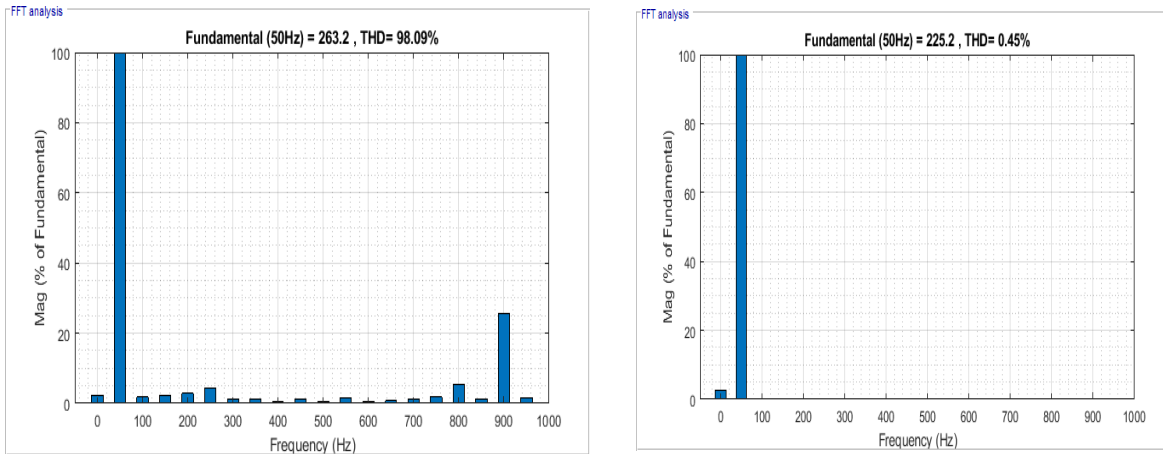 FFT analysis
Fundamental (50Hz) = 263.2 , THD= 98.09%
100
80
60
40
20
0
Mag (% of Fundamental)
0 100 200 300 400 500 600 700 800 900 1000
Frequency (Hz)
FFT analysis
Fundamental (50Hz) = 225.2 , THD= 0.45%
100
80
60
40
20
0
Mag (% of Fundamental)
0 100 200 300 400 500 600 700 800 900 1000
Frequency (Hz)